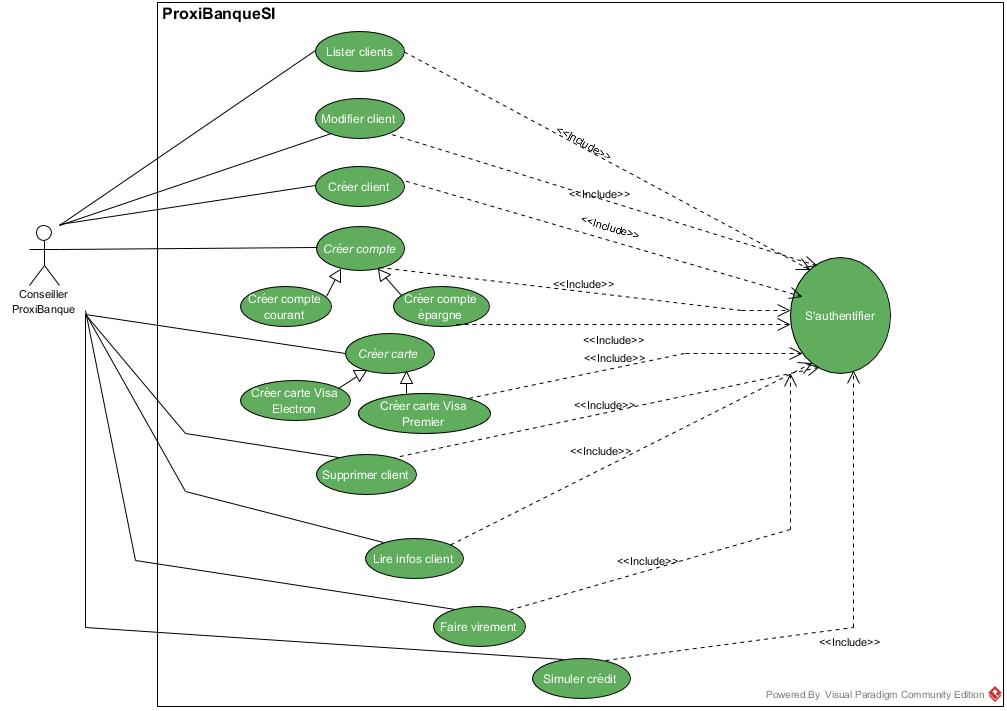 ProxiBanqueSI
Lister clients
<<Include>>
Modifier client
<<Include>>
Créer client
<<Include>>
Conseiller
ProxiBanque
Créer compte
<<Include>>
Créer compte
courant
Créer compte
épargne
S'authentifier
<<Include>>
Créer carte
<<Include>>
Créer carte Visa
Electron
Créer carte Visa
Premier
<<Include>>
Supprimer client
<<Include>>
Lire infos client
<<Include>>
Faire virement
<<Include>>
Simuler crédit
Powered By Visual Paradigm Community Edition